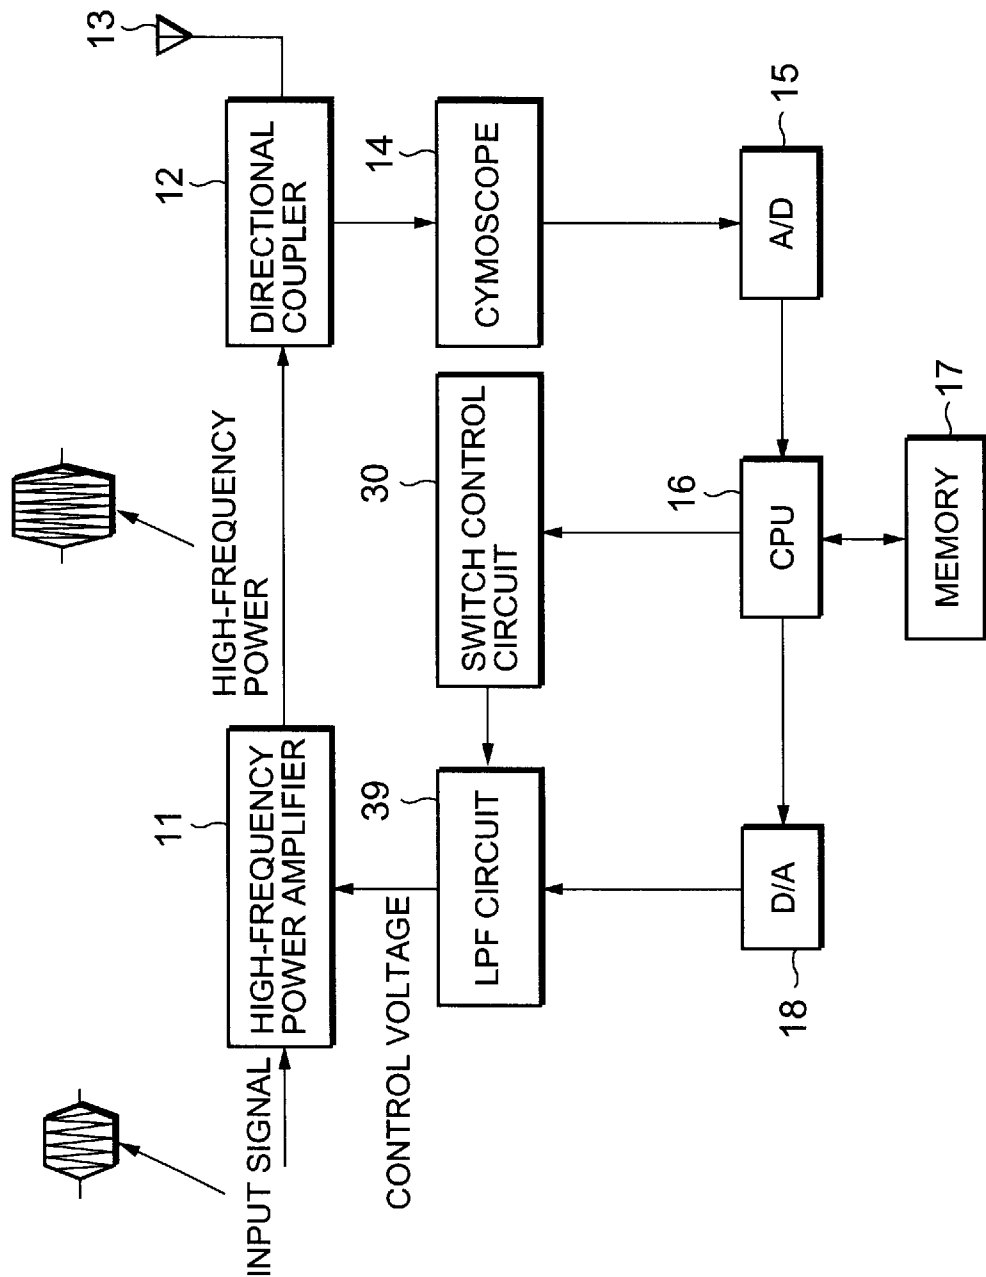 13
12
DIRECTIONAL
COUPLER
HIGH-FREQUENCY
POWER
11
HIGH-FREQUENCY
POWER AMPLIFIER
INPUT SIGNAL
CONTROL VOLTAGE
39
LPF CIRCUIT
30
SWITCH CONTROL
CIRCUIT
14
CYMOSCOPE
18
D/A
16
CPU
15
A/D
17
MEMORY